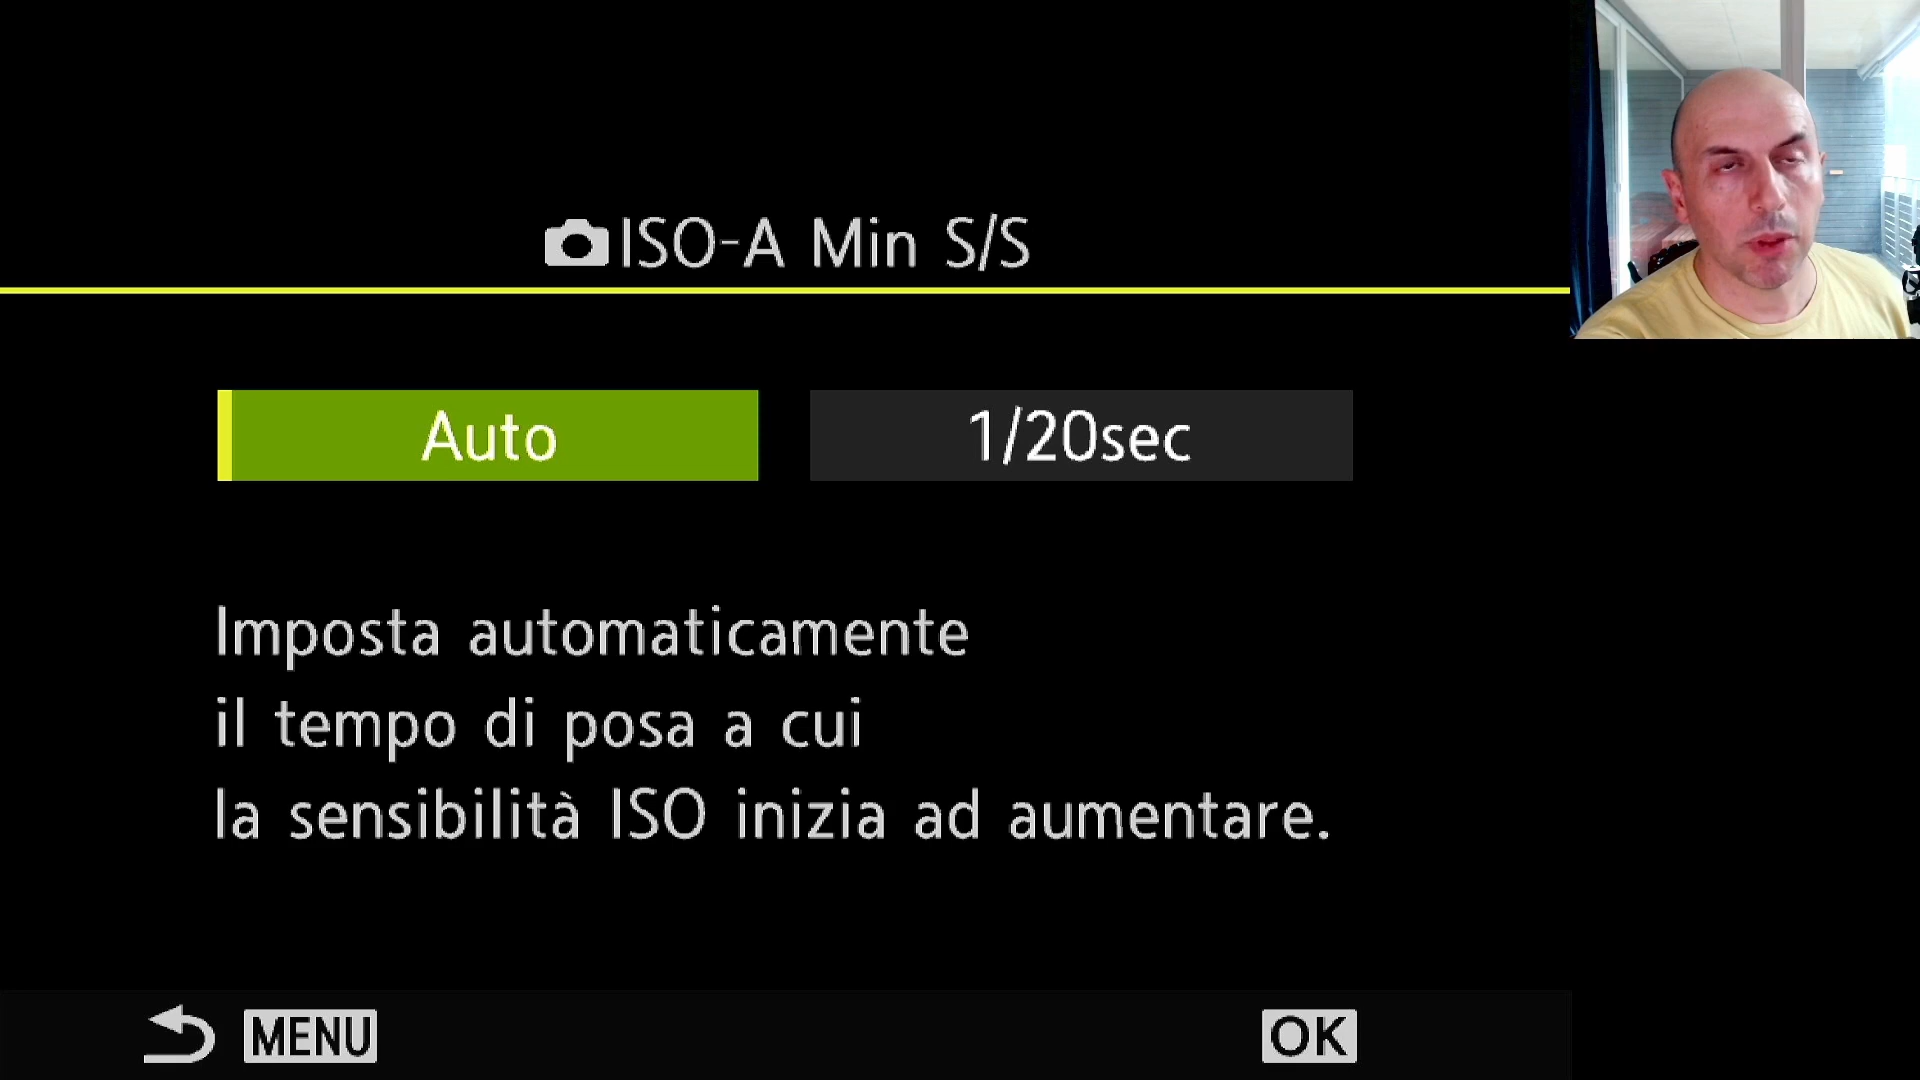 ISO-A Min S/S
Auto
1/20sec
Imposta automaticamente
il tempo di posa a cui
la sensibilità ISO inizia ad aumentare.
MENU
OK